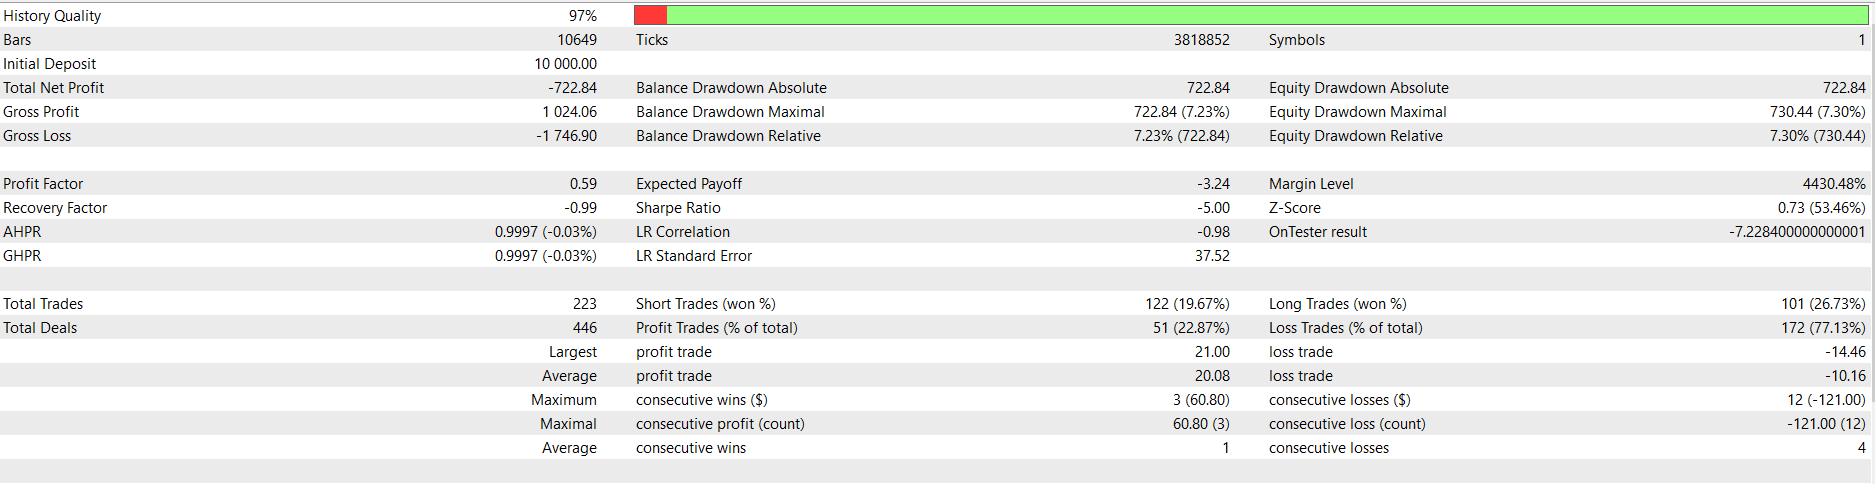 History Quality 97%
Bars 10649 Ticks 3818852 Symbols 1
Initial Deposit 10 000.00
Total Net Profit -722.84 Balance Drawdown Absolute 722.84 Equity Drawdown Absolute 722.84
Gross Profit 1 024.06 Balance Drawdown Maximal 722.84 (7.23%) Equity Drawdown Maximal 730.44 (7.30%)
Gross Loss -1 746.90 Balance Drawdown Relative 7.23% (722.84) Equity Drawdown Relative 7.30% (730.44)
Profit Factor 0.59 Expected Payoff -3.24 Margin Level 4430.48%
Recovery Factor -0.99 Sharpe Ratio -5.00 Z-Score 0.73 (53.46%)
AHPR 0.9997 (-0.03%) LR Correlation -0.98 OnTester result -7.228400000000001
GHPR 0.9997 (-0.03%) LR Standard Error 37.52
Total Trades 223 Short Trades (won %) 122 (19.67%) Long Trades (won %) 101 (26.73%)
Total Deals 446 Profit Trades (% of total) 51 (22.87%) Loss Trades (% of total) 172 (77.13%)
Largest profit trade 21.00 loss trade -14.46
Average profit trade 20.08 loss trade -10.16
Maximum consecutive wins ($) 3 (60.80) consecutive losses ($) 12 (-121.00)
Maximal consecutive profit (count) 60.80 (3) consecutive loss (count) -121.00 (12)
Average consecutive wins 1 consecutive losses 4